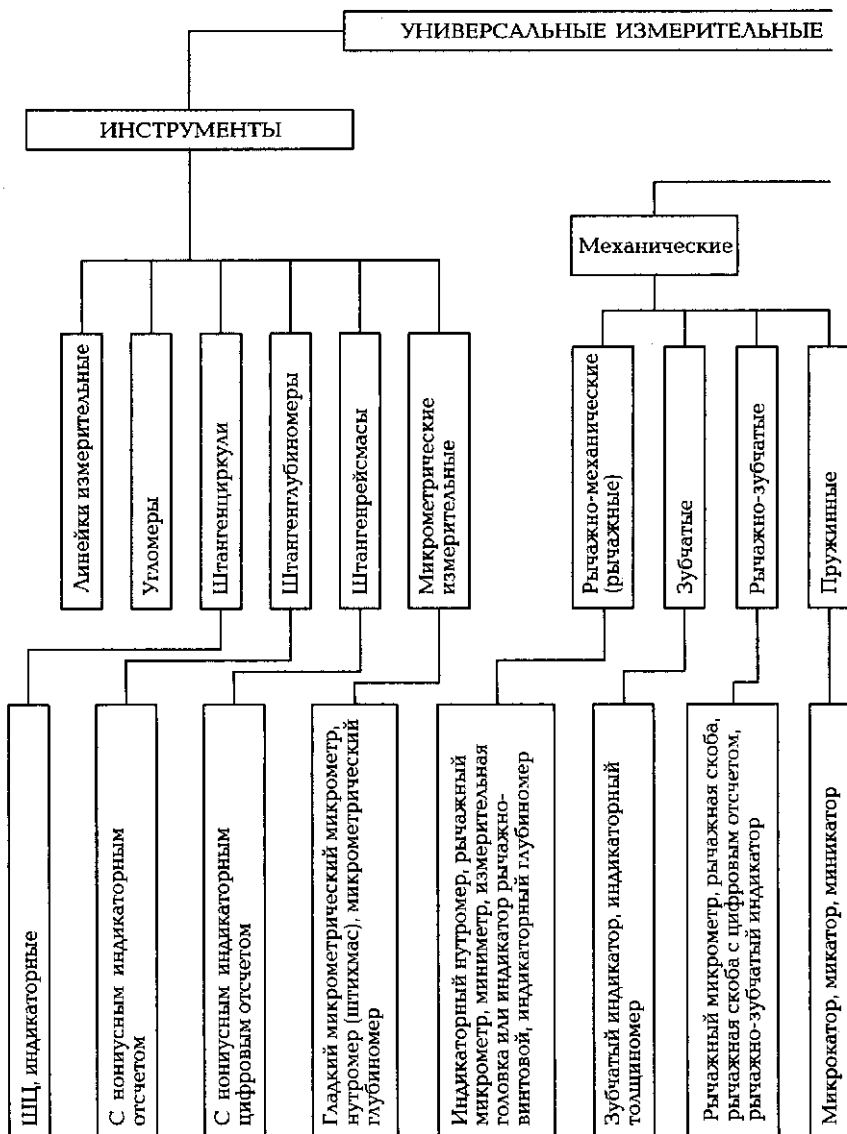 УНИВЕРСАЛЬНЫЕ ИЗМЕРИТЕЛЬНЫЕ
ИНСТРУМЕНТЫ
Механические
Линейки измерительные
Угломеры
Штангенциркули
Штангенглубиномеры
Штангенрейсмасы
Микрометрические
измерительные
Рычажно-механические
(рычажные)
Зубчатые
Рычажно-зубчатые
Пружинные
ШЦ, индикаторные
С нониусным индикаторным
отсчетом
С нониусным индикаторным
цифровым отсчетом
Гладкий микрометрический микрометр,
нутромер (штихмас), микрометрический
глубиномер
Индикаторный нутромер, рычажный
микрометр, миниметр, измерительная
головка или индикатор рычажно-
винтовой, индикаторный глубиномер
Зубчатый индикатор, индикаторный
толщиномер
Рычажный микрометр, рычажная скоба,
рычажная скоба с цифровым отсчетом,
рычажно-зубчатый индикатор
Микрокатор, микатор, миникатор